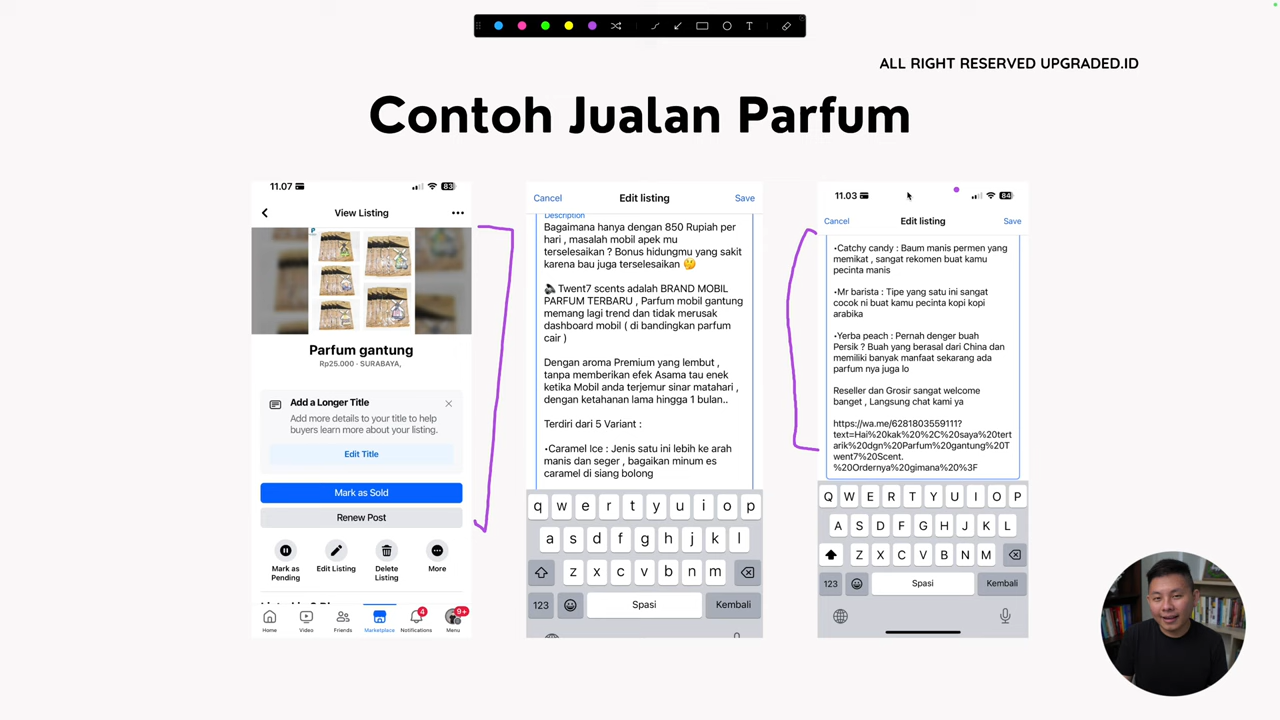 T
ALL RIGHT RESERVED UPGRADED.ID
Contoh Jualan Parfum
11.07
83
View Listing
Parfum gantung
Rp25.000 · SURABAYA,
Add a Longer Title
Add more details to your title to help
buyers learn more about your listing.
Edit Title
Mark as Sold
Renew Post
Mark as
Pending
Edit Listing
Delete
Listing
More
Home
Video
Friends
Marketplace
4
Notifications
9+
Menu
Cancel
Edit listing
Save
Description
Bagaimana hanya dengan 850 Rupiah per
hari , masalah mobil apek mu
terselesaikan ? Bonus hidungmu yang sakit
karena bau juga terselesaikan 🤔
🔈Twent7 scents adalah BRAND MOBIL
PARFUM TERBARU , Parfum mobil gantung
memang lagi trend dan tidak merusak
dashboard mobil ( di bandingkan parfum
cair )
Dengan aroma Premium yang lembut ,
tanpa memberikan efek Asama tau enek
ketika Mobil anda terjemur sinar matahari ,
dengan ketahanan lama hingga 1 bulan..
Terdiri dari 5 Variant :
•Caramel Ice : Jenis satu ini lebih ke arah
manis dan seger , bagaikan minum es
caramel di siang bolong
q w e r t y u i o p
a s d f g h j k l
z x c v b n m
123
Spasi
Kembali
11.03
84
Cancel
Edit listing
Save
•Catchy candy : Baum manis permen yang
memikat , sangat rekomen buat kamu
pecinta manis
•Mr barista : Tipe yang satu ini sangat
cocok ni buat kamu pecinta kopi kopi
arabika
•Yerba peach : Pernah denger buah
Persik ? Buah yang berasal dari China dan
memiliki banyak manfaat sekarang ada
parfum nya juga lo
Reseller dan Grosir sangat welcome
banget , Langsung chat kami ya
https://wa.me/6281803559111?
text=Hai%20kak%20%2C%20saya%20tert
arik%20dgn%20Parfum%20gantung%20T
went7%20Scent.
%20Ordernya%20gimana%20%3F
Q W E R T Y U I O P
A S D F G H J K L
Z X C V B N M
123
Spasi
Kembali